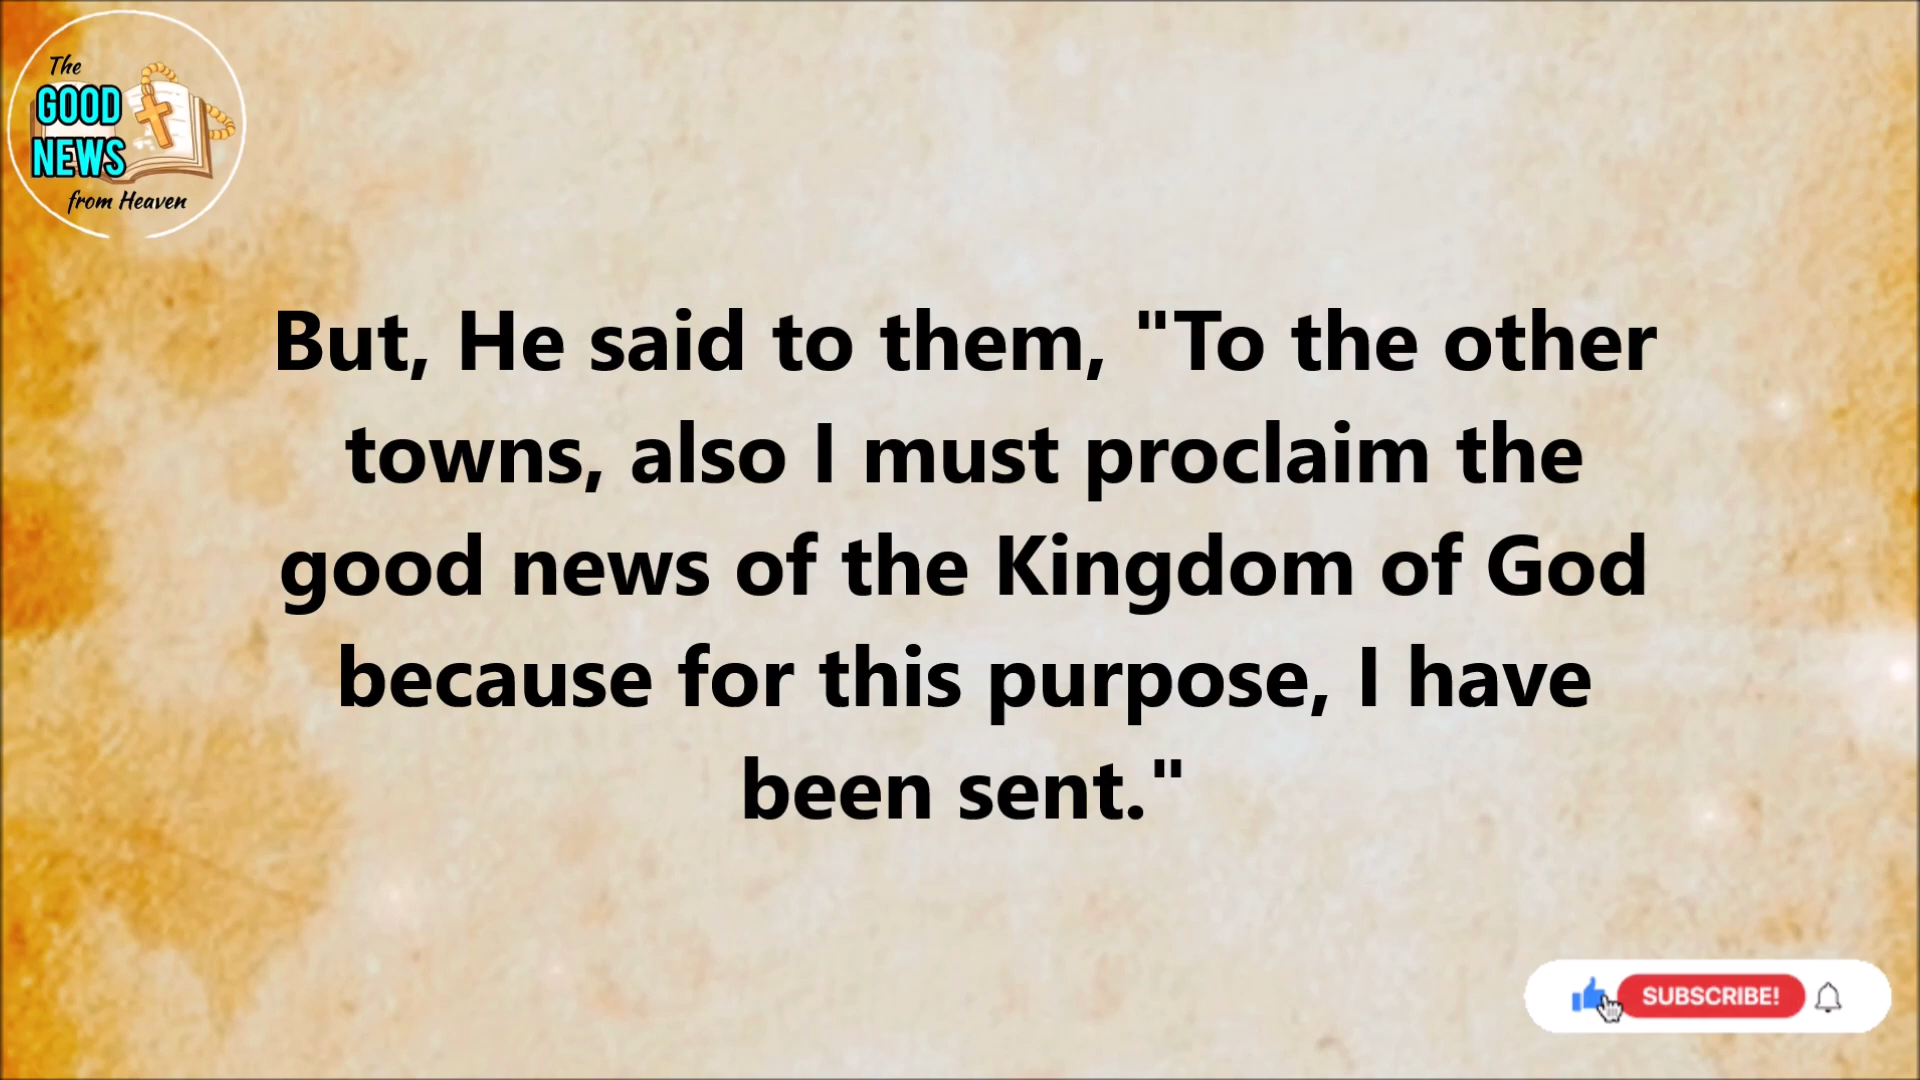 The
GOOD
NEWS
from Heaven
But, He said to them, "To the other
towns, also I must proclaim the
good news of the Kingdom of God
because for this purpose, I have
been sent."
SUBSCRIBE!